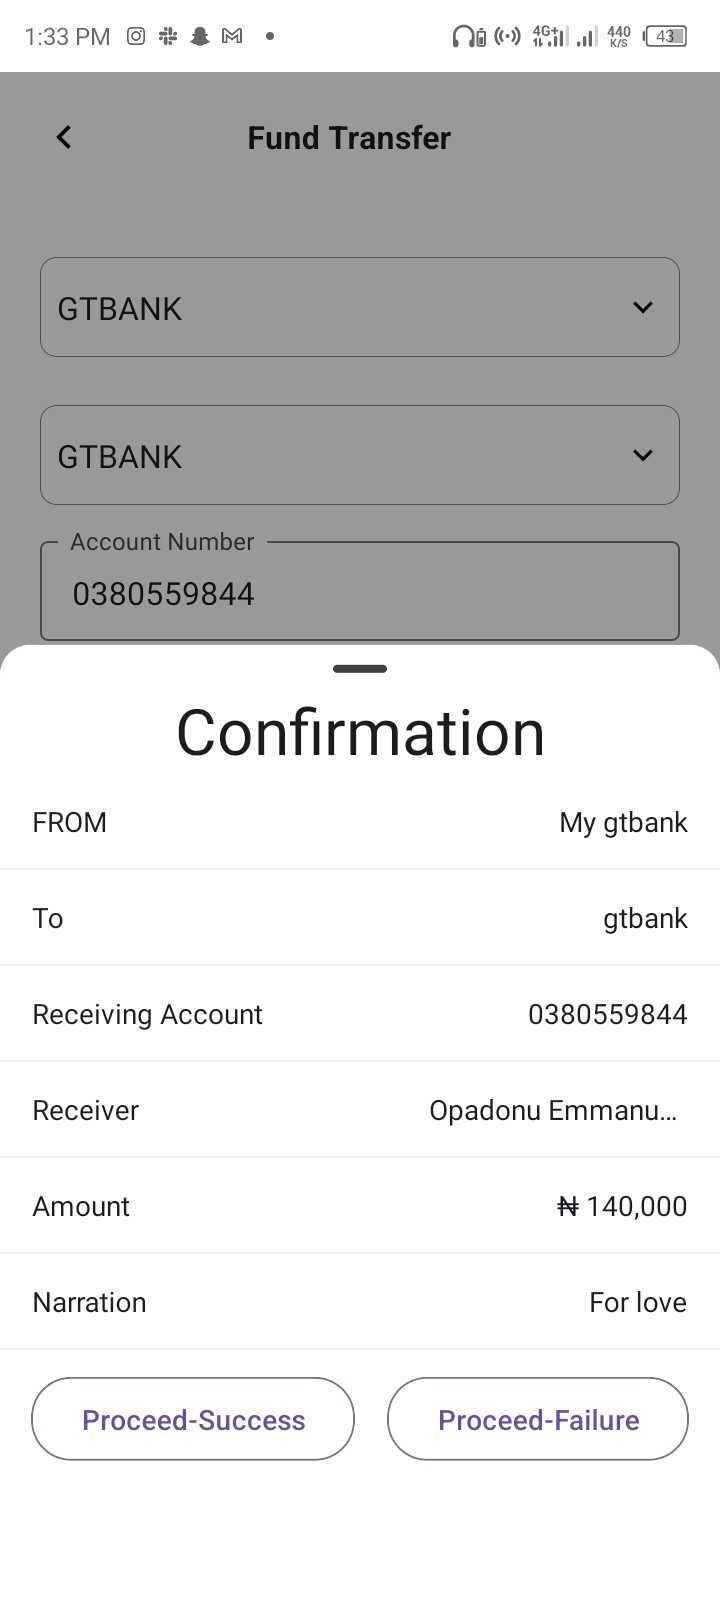 1:33 PM 4G+ 440 K/S 43
Fund Transfer
GTBANK
GTBANK
Account Number
0380559844
Confirmation
FROM My gtbank
To gtbank
Receiving Account 0380559844
Receiver Opadonu Emmanu...
Amount ₦ 140,000
Narration For love
Proceed-Success Proceed-Failure